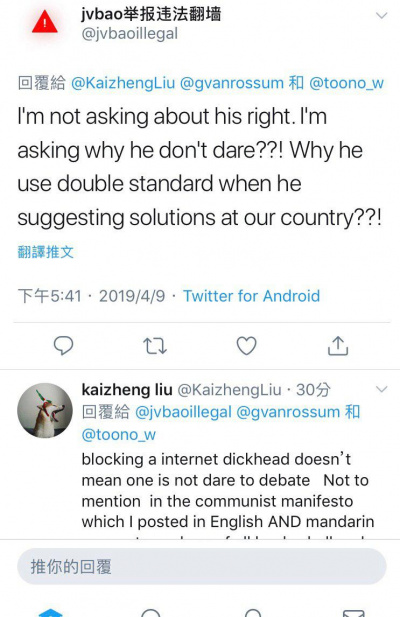 jvbao举报违法翻墙
@jvbaoillegal
回覆給 @KaizhengLiu @gvanrossum 和 @toono_w
I'm not asking about his right. I'm
asking why he don't dare??! Why he
use double standard when he
suggesting solutions at our country??!
翻譯推文
下午5:41 · 2019/4/9 · Twitter for Android
kaizheng liu @KaizhengLiu · 30分
回覆給 @jvbaoillegal @gvanrossum 和
@toono_w
blocking a internet dickhead doesn’t
mean one is not dare to debate Not to
mention in the communist manifesto
which I posted in English AND mandarin
推你的回覆